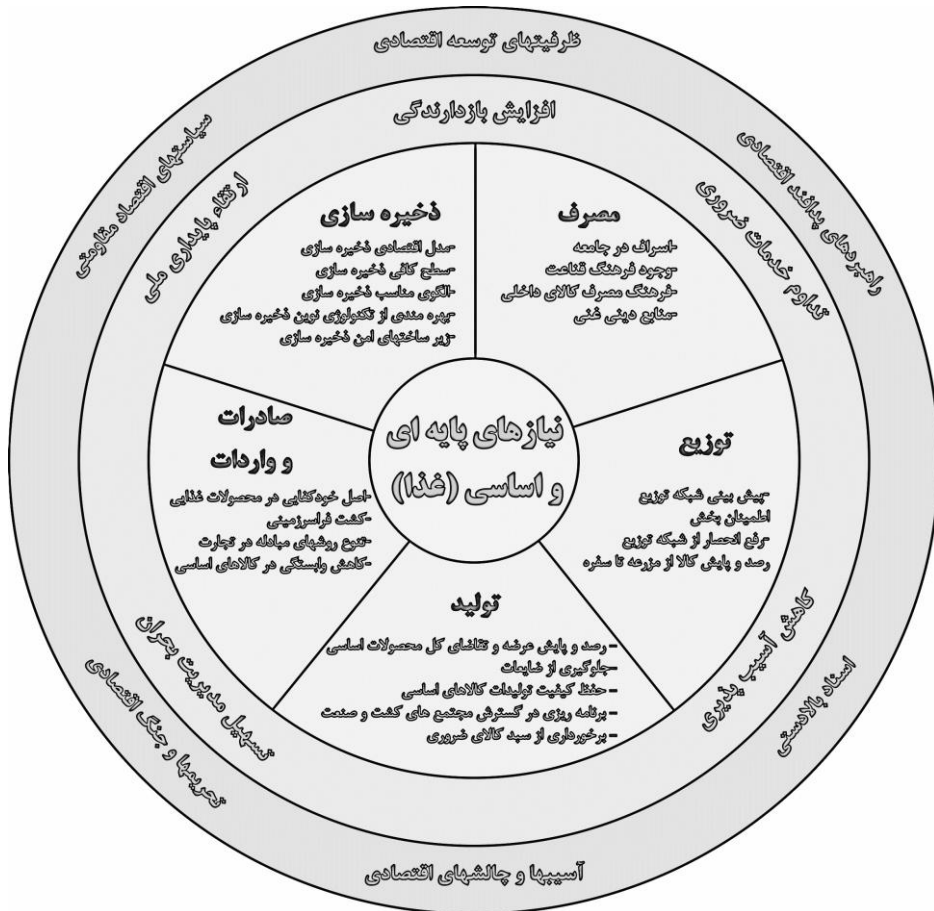 ظرفیتهای توسعه اقتصادی
راهبردهای پدافند اقتصادی
اسناد بالادستی
آسیبها و چالشهای اقتصادی
تحریمها و جنگ اقتصادی
سیاستهای اقتصاد مقاومتی
افزایش بازدارندگی
تداوم خدمات ضروری
کاهش آسیب پذیری
تسهیل مدیریت بحران
ارتقاء پایداری ملی
مصرف
-اسراف در جامعه
-وجود فرهنگ قناعت
-فرهنگ مصرف کالای داخلی
-منابع دینی غنی
ذخیره سازی
-مدل اقتصادی ذخیره سازی
-سطح کافی ذخیره سازی
-الگوی مناسب ذخیره سازی
-بهره مندی از تکنولوژی نوین ذخیره سازی
-زیر ساختهای امن ذخیره سازی
توزیع
-پیش بینی شبکه توزیع
اطمینان بخش
-رفع انحصار از شبکه توزیع
رصد و پایش کالا از مزرعه تا سفره
صادرات
و واردات
-اصل خودکفایی در محصولات غذایی
-کشت فراسرزمینی
-تنوع روشهای مبادله در تجارت
-کاهش وابستگی در کالاهای اساسی
نیازهای پایه ای
و اساسی (غذا)
تولید
– رصد و پایش عرضه و تقاضای کل محصولات اساسی
-جلوگیری از ضایعات
– حفظ کیفیت تولیدات کالاهای اساسی
– برنامه ریزی در گسترش مجتمع های کشت و صنعت
– برخورداری از سبد کالای ضروری